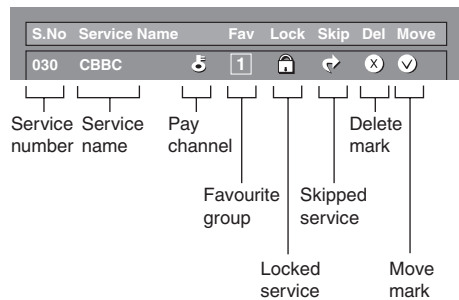 S.No Service Name Fav Lock Skip Del Move
030 CBBC 1 X
Service number
Service name
Pay channel
Delete mark
Favourite group
Skipped service
Locked service
Move mark